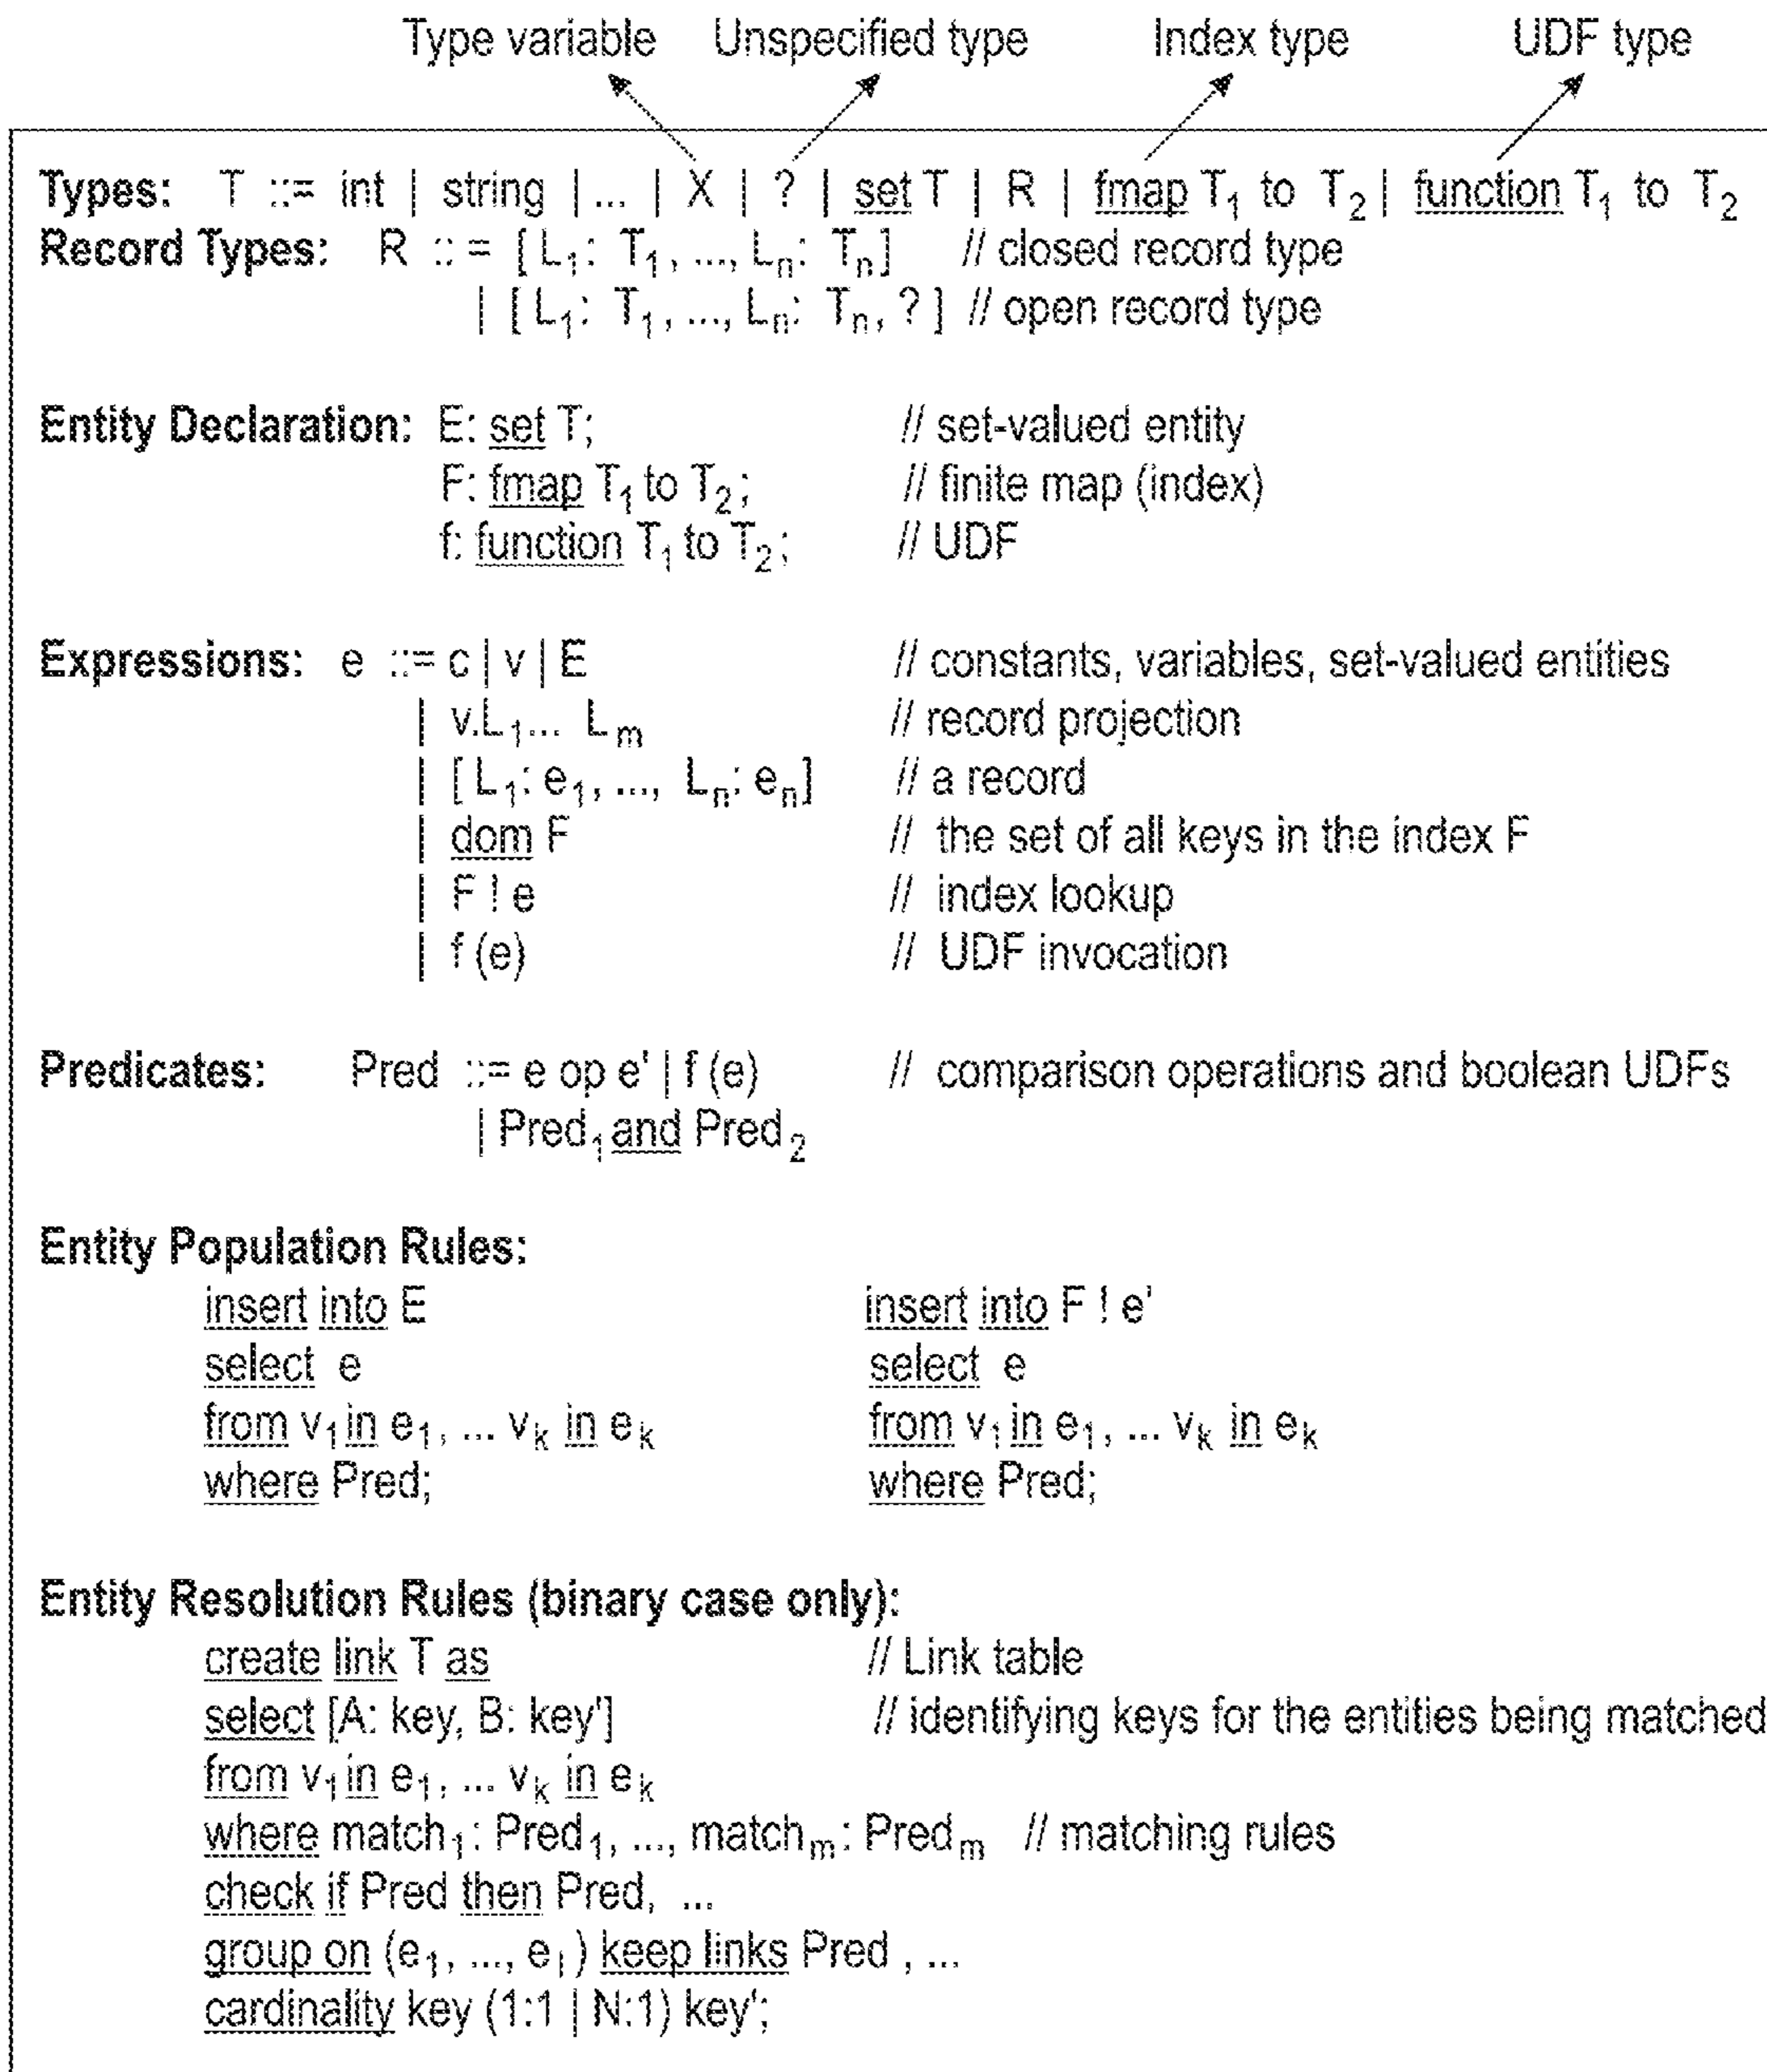 Type variable Unspecified type Index type UDF type
Types: T ::= int | string | ... | X | ? | set T | R | fmap T₁ to T₂ | function T₁ to T₂
Record Types: R ::= [ L₁: T₁, ..., Lₙ: Tₙ] // closed record type
| [ L₁: T₁, ..., Lₙ: Tₙ, ? ] // open record type
Entity Declaration: E: set T; // set-valued entity
F: fmap T₁ to T₂; // finite map (index)
f: function T₁ to T₂; // UDF
Expressions: e ::= c | v | E // constants, variables, set-valued entities
| v.L₁... Lₘ // record projection
| [ L₁: e₁, ..., Lₙ: eₙ] // a record
| dom F // the set of all keys in the index F
| F ! e // index lookup
| f (e) // UDF invocation
Predicates: Pred ::= e op e' | f (e) // comparison operations and boolean UDFs
| Pred₁ and Pred₂
Entity Population Rules:
insert into E insert into F ! e'
select e select e
from v₁ in e₁, ... vₖ in eₖ from v₁ in e₁, ... vₖ in eₖ
where Pred; where Pred;
Entity Resolution Rules (binary case only):
create link T as // Link table
select [A: key, B: key'] // identifying keys for the entities being matched
from v₁ in e₁, ... vₖ in eₖ
where match₁: Pred₁, ..., matchₘ: Predₘ // matching rules
check if Pred then Pred, ...
group on (e₁, ..., eₗ) keep links Pred , ...
cardinality key (1:1 | N:1) key';